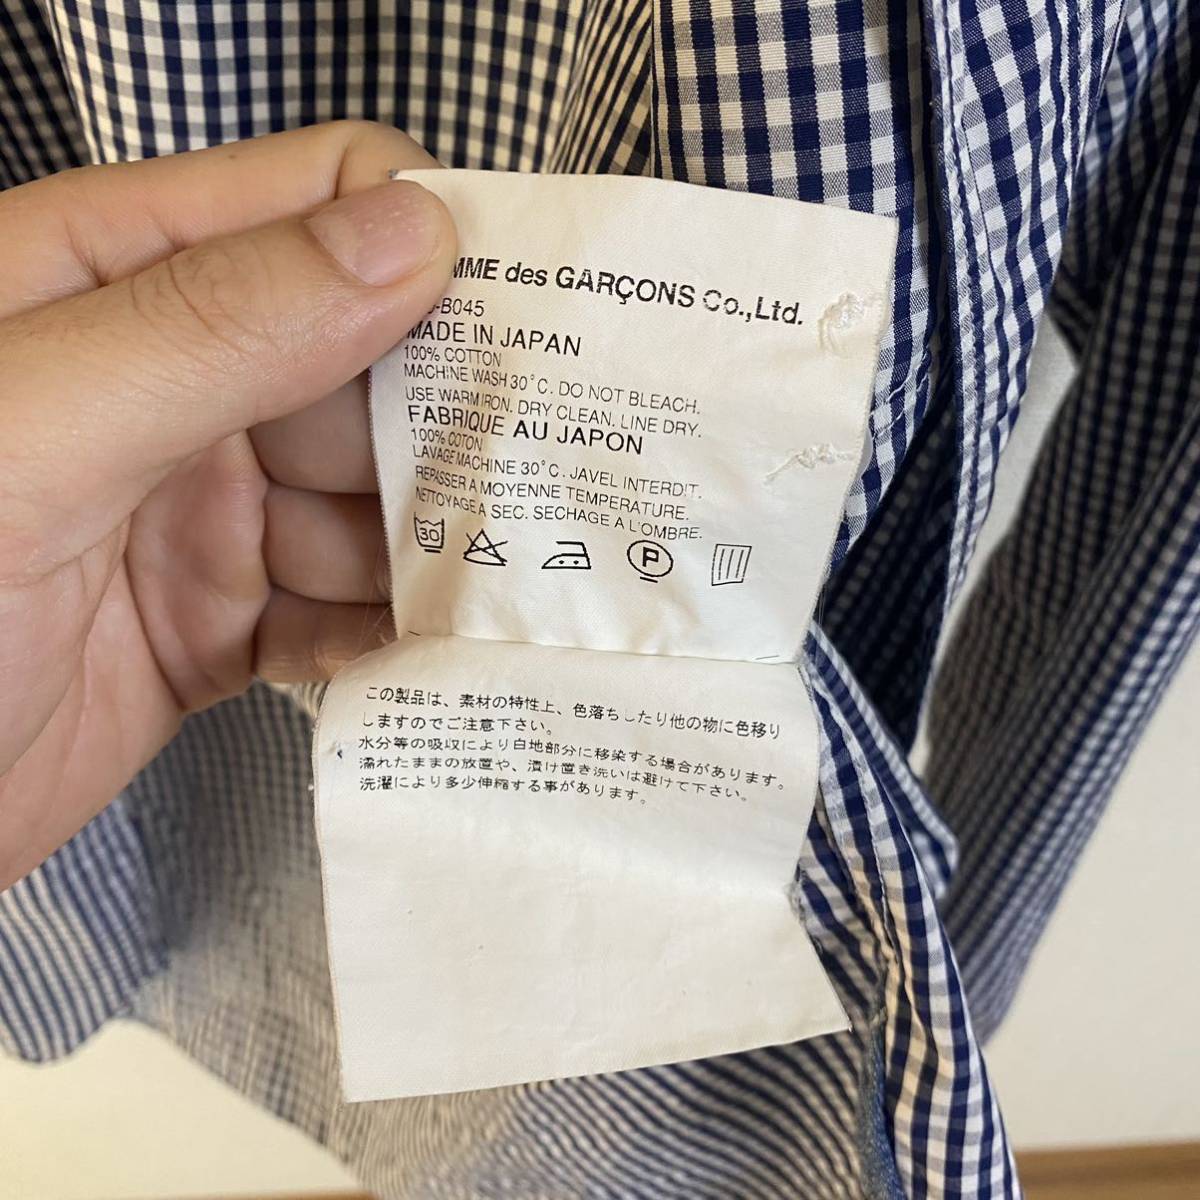 MME des GARÇONS Co.,Ltd.
-B045
MADE IN JAPAN
100% COTTON
MACHINE WASH 30°C. DO NOT BLEACH.
USE WARM IRON. DRY CLEAN. LINE DRY.
FABRIQUE AU JAPON
100% COTON
LAVAGE MACHINE 30°C. JAVEL INTERDIT.
REPASSER A MOYENNE TEMPERATURE.
NETTOYAGE A SEC. SECHAGE A L'OMBRE.
30 P
この製品は、素材の特性上、色落ちしたり他の物に色移り
しますのでご注意下さい。
水分等の吸収により白地部分に移染する場合があります。
濡れたままの放置や、漬け置き洗いは避けて下さい。
洗濯により多少伸縮する事があります。